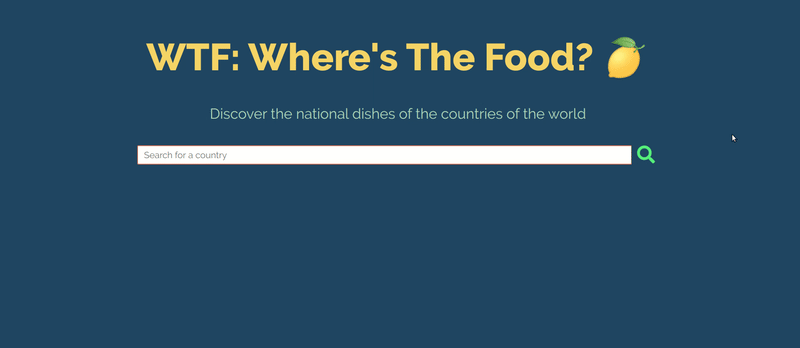 WTF: Where's The Food? 🍋
Discover the national dishes of the countries of the world
Search for a country